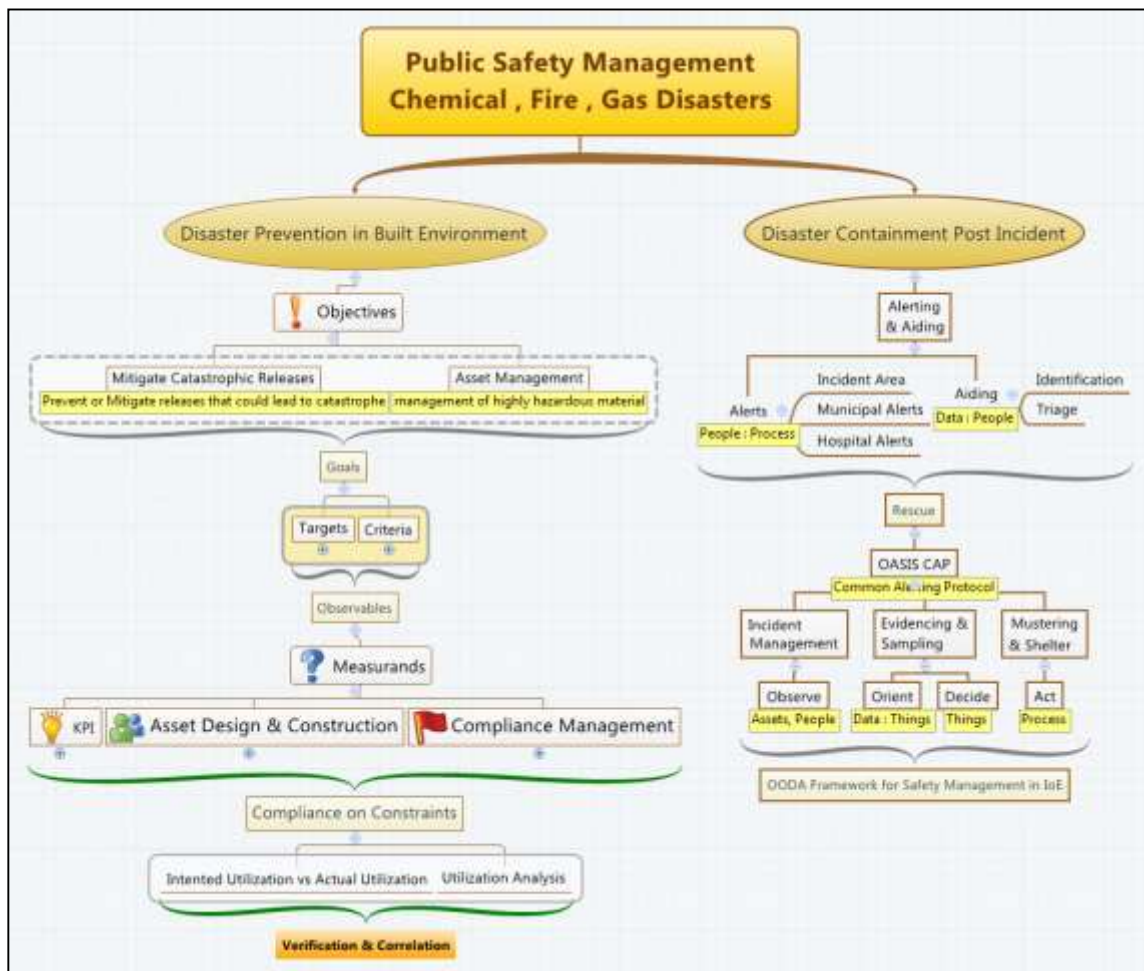 Public Safety Management
Chemical , Fire , Gas Disasters
Disaster Prevention in Built Environment
Objectives
Mitigate Catastrophic Releases
Prevent or Mitigate releases that could lead to catastrophe
Asset Management
management of highly hazardous material
Goals
Targets
Criteria
Observables
Measurands
KPI
Asset Design & Construction
Compliance Management
Compliance on Constraints
Intented Utilization vs Actual Utilization
Utilization Analysis
Verification & Correlation
Disaster Containment Post Incident
Alerting
& Aiding
Alerts
People : Process
Incident Area
Municipal Alerts
Hospital Alerts
Aiding
Data : People
Identification
Triage
Rescue
OASIS CAP
Common Alerting Protocol
Incident
Management
Evidencing &
Sampling
Mustering
& Shelter
Observe
Assets, People
Orient
Data : Things
Decide
Things
Act
Process
OODA Framework for Safety Management in IoE